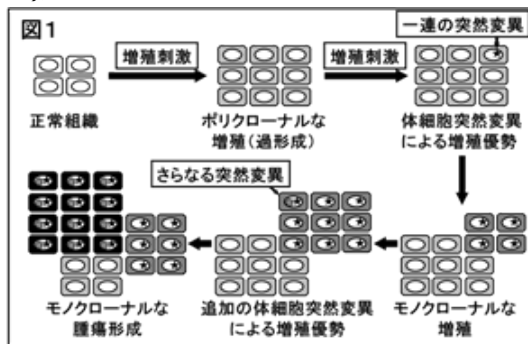 図1
一連の突然変異
増殖刺激
増殖刺激
正常組織
ポリクローナルな
増殖(過形成)
体細胞突然変異
による増殖優勢
さらなる突然変異
モノクローナルな
腫瘍形成
追加の体細胞突然変異
による増殖優勢
モノクローナルな
増殖